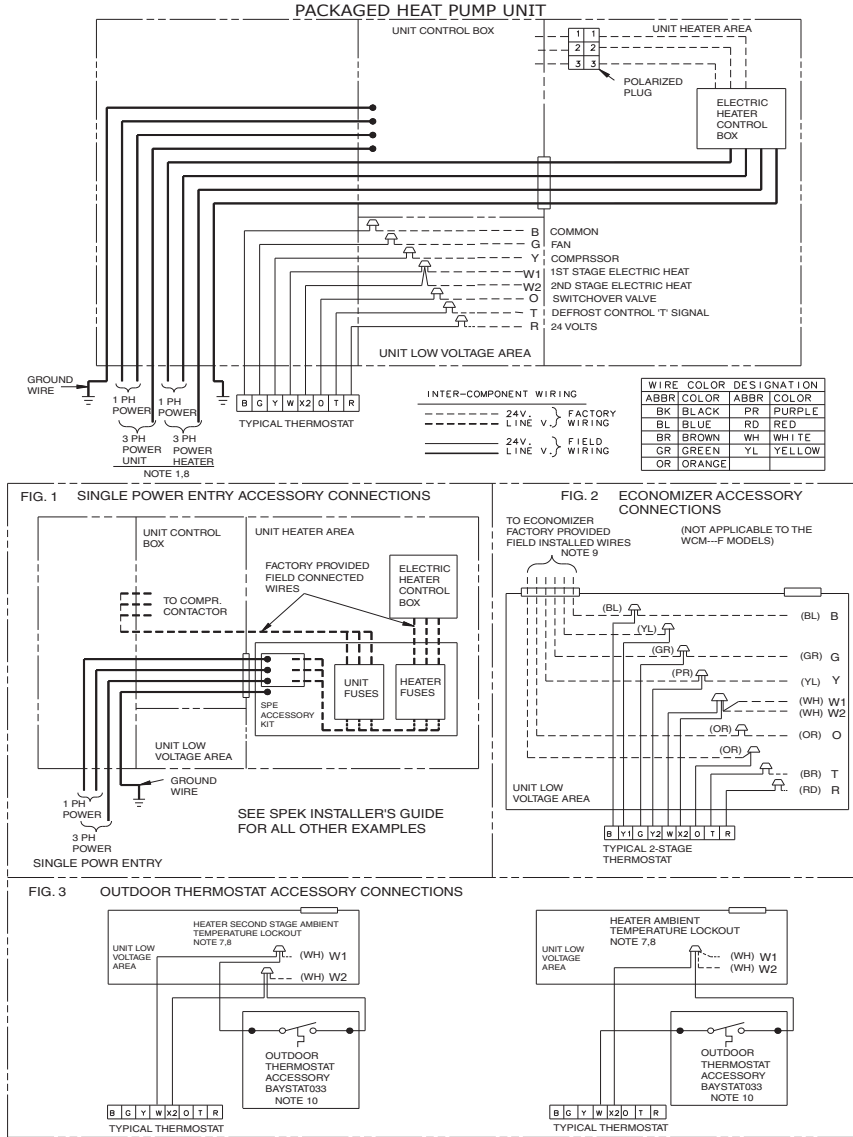 PACKAGED HEAT PUMP UNIT
UNIT CONTROL BOX
1 1
2 2
3 3
UNIT HEATER AREA
POLARIZED
PLUG
ELECTRIC
HEATER
CONTROL
BOX
B COMMON
G FAN
Y COMPRSSOR
W1 1ST STAGE ELECTRIC HEAT
W2 2ND STAGE ELECTRIC HEAT
O SWITCHOVER VALVE
T DEFROST CONTROL 'T' SIGNAL
R 24 VOLTS
UNIT LOW VOLTAGE AREA
GROUND
WIRE
1 PH
POWER
1 PH
POWER
3 PH
POWER
UNIT
3 PH
POWER
HEATER
NOTE 1,8
B G Y W X2 O T R
TYPICAL THERMOSTAT
INTER-COMPONENT WIRING
24V.
LINE V.
FACTORY
WIRING
24V.
LINE V.
FIELD
WIRING
WIRE COLOR DESIGNATION
ABBR COLOR ABBR COLOR
BK BLACK PR PURPLE
BL BLUE RD RED
BR BROWN WH WHITE
GR GREEN YL YELLOW
OR ORANGE
FIG. 1 SINGLE POWER ENTRY ACCESSORY CONNECTIONS
UNIT CONTROL
BOX
UNIT HEATER AREA
FACTORY PROVIDED
FIELD CONNECTED
WIRES
ELECTRIC
HEATER
CONTROL
BOX
TO COMPR.
CONTACTOR
UNIT
FUSES
HEATER
FUSES
SPE
ACCESSORY
KIT
UNIT LOW
VOLTAGE AREA
GROUND
WIRE
1 PH
POWER
3 PH
POWER
SINGLE POWR ENTRY
SEE SPEK INSTALLER'S GUIDE
FOR ALL OTHER EXAMPLES
FIG. 2 ECONOMIZER ACCESSORY
CONNECTIONS
TO ECONOMIZER
FACTORY PROVIDED
FIELD INSTALLED WIRES
NOTE 9
(NOT APPLICABLE TO THE
WCM---F MODELS)
(BL)
(BL) B
(YL)
(GR)
(GR) G
(PR)
(YL) Y
(WH) W1
(WH) W2
(OR)
(OR) O
(OR)
(BR) T
(RD) R
UNIT LOW
VOLTAGE AREA
B Y1 G Y2 W X2 O T R
TYPICAL 2-STAGE
THERMOSTAT
FIG. 3 OUTDOOR THERMOSTAT ACCESSORY CONNECTIONS
HEATER SECOND STAGE AMBIENT
TEMPERATURE LOCKOUT
NOTE 7,8
UNIT LOW
VOLTAGE
AREA
(WH) W1
(WH) W2
OUTDOOR
THERMOSTAT
ACCESSORY
BAYSTAT033
NOTE 10
B G Y W X2 O T R
TYPICAL THERMOSTAT
HEATER AMBIENT
TEMPERATURE LOCKOUT
NOTE 7,8
UNIT LOW
VOLTAGE
AREA
(WH) W1
(WH) W2
OUTDOOR
THERMOSTAT
ACCESSORY
BAYSTAT033
NOTE 10
B G Y W X2 O T R
TYPICAL THERMOSTAT